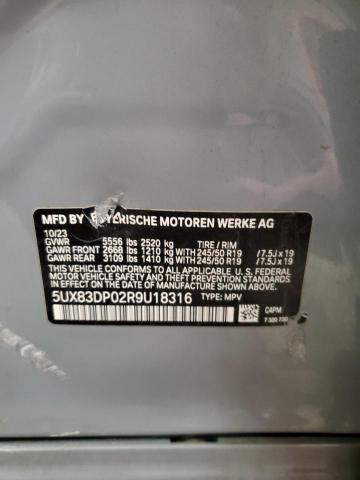 MFD BY BAYERISCHE MOTOREN WERKE AG
10/23
GVWR 5556 lbs 2520 kg TIRE / RIM
GAWR FRONT 2668 lbs 1210 kg WITH 245/50 R19 /7.5J x 19
GAWR REAR 3109 lbs 1410 kg WITH 245/50 R19 /7.5J x 19
THIS VEHICLE CONFORMS TO ALL APPLICABLE FEDERAL MOTOR
VEHICLE SAFETY, BUMPER, AND THEFT PREVENTION STANDARDS
IN EFFECT ON THE DATE OF MANUFACTURE SHOWN ABOVE.
5UX83DP02R9U18316 TYPE: MPV
C4PM